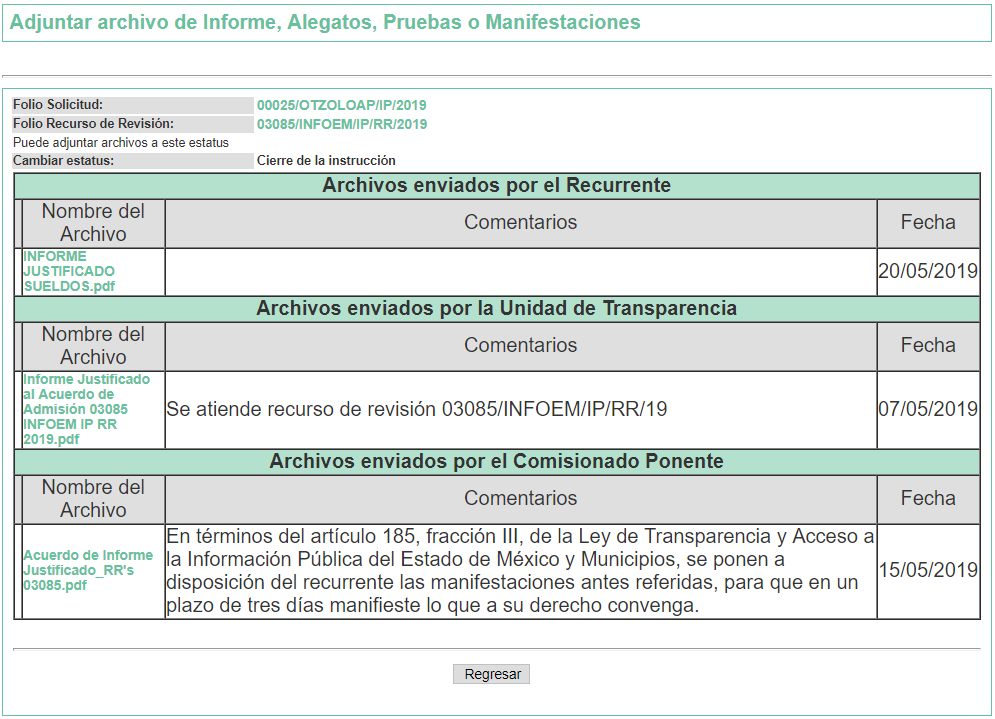 Adjuntar archivo de Informe, Alegatos, Pruebas o Manifestaciones
Folio Solicitud: 00025/OTZOLOAP/IP/2019
Folio Recurso de Revisión: 03085/INFOEM/IP/RR/2019
Puede adjuntar archivos a este estatus
Cambiar estatus: Cierre de la instrucción
Archivos enviados por el Recurrente
Nombre del
Archivo
Comentarios
Fecha
INFORME
JUSTIFICADO
SUELDOS.pdf
20/05/2019
Archivos enviados por la Unidad de Transparencia
Nombre del
Archivo
Comentarios
Fecha
Informe Justificado
al Acuerdo de
Admisión 03085
INFOEM IP RR
2019.pdf
Se atiende recurso de revisión 03085/INFOEM/IP/RR/19
07/05/2019
Archivos enviados por el Comisionado Ponente
Nombre del
Archivo
Comentarios
Fecha
Acuerdo de Informe
Justificado_RR's
03085.pdf
En términos del artículo 185, fracción III, de la Ley de Transparencia y Acceso a
la Información Pública del Estado de México y Municipios, se ponen a
disposición del recurrente las manifestaciones antes referidas, para que en un
plazo de tres días manifieste lo que a su derecho convenga.
15/05/2019
Regresar